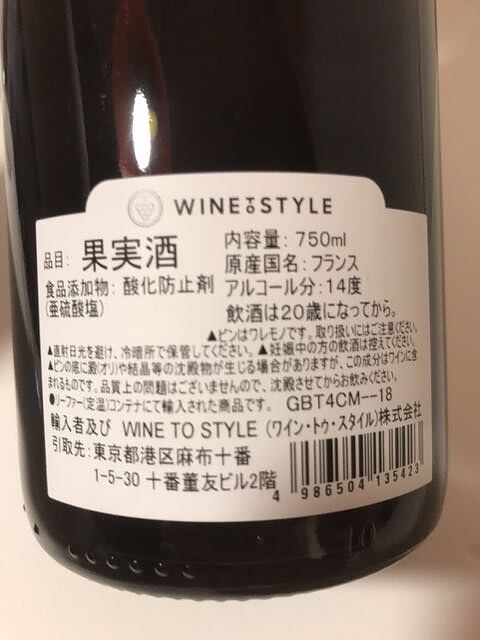 WINE TO STYLE
品目: 果実酒
内容量: 750ml
原産国名: フランス
食品添加物: 酸化防止剤
(亜硫酸塩)
アルコール分: 14度
飲酒は20歳になってから。
▲ビンはワレモノです。取り扱いにはご注意ください。
▲直射日光を避け、冷暗所で保管してください。▲妊娠中の方の飲酒は控えてください。
▲ビンの底に澱(オリ)や結晶等の沈殿物が生じる場合がありますが、この成分はワインに含
まれるものです。品質上の問題はございませんので、沈殿させてからお飲みください。
●リーファー(定温)コンテナにて輸入された商品です。 GBT4CM--18
輸入者及び WINE TO STYLE (ワイン・トゥ・スタイル)株式会社
引取先: 東京都港区麻布十番
1-5-30 十番董友ビル2階
4 986504 135423
10